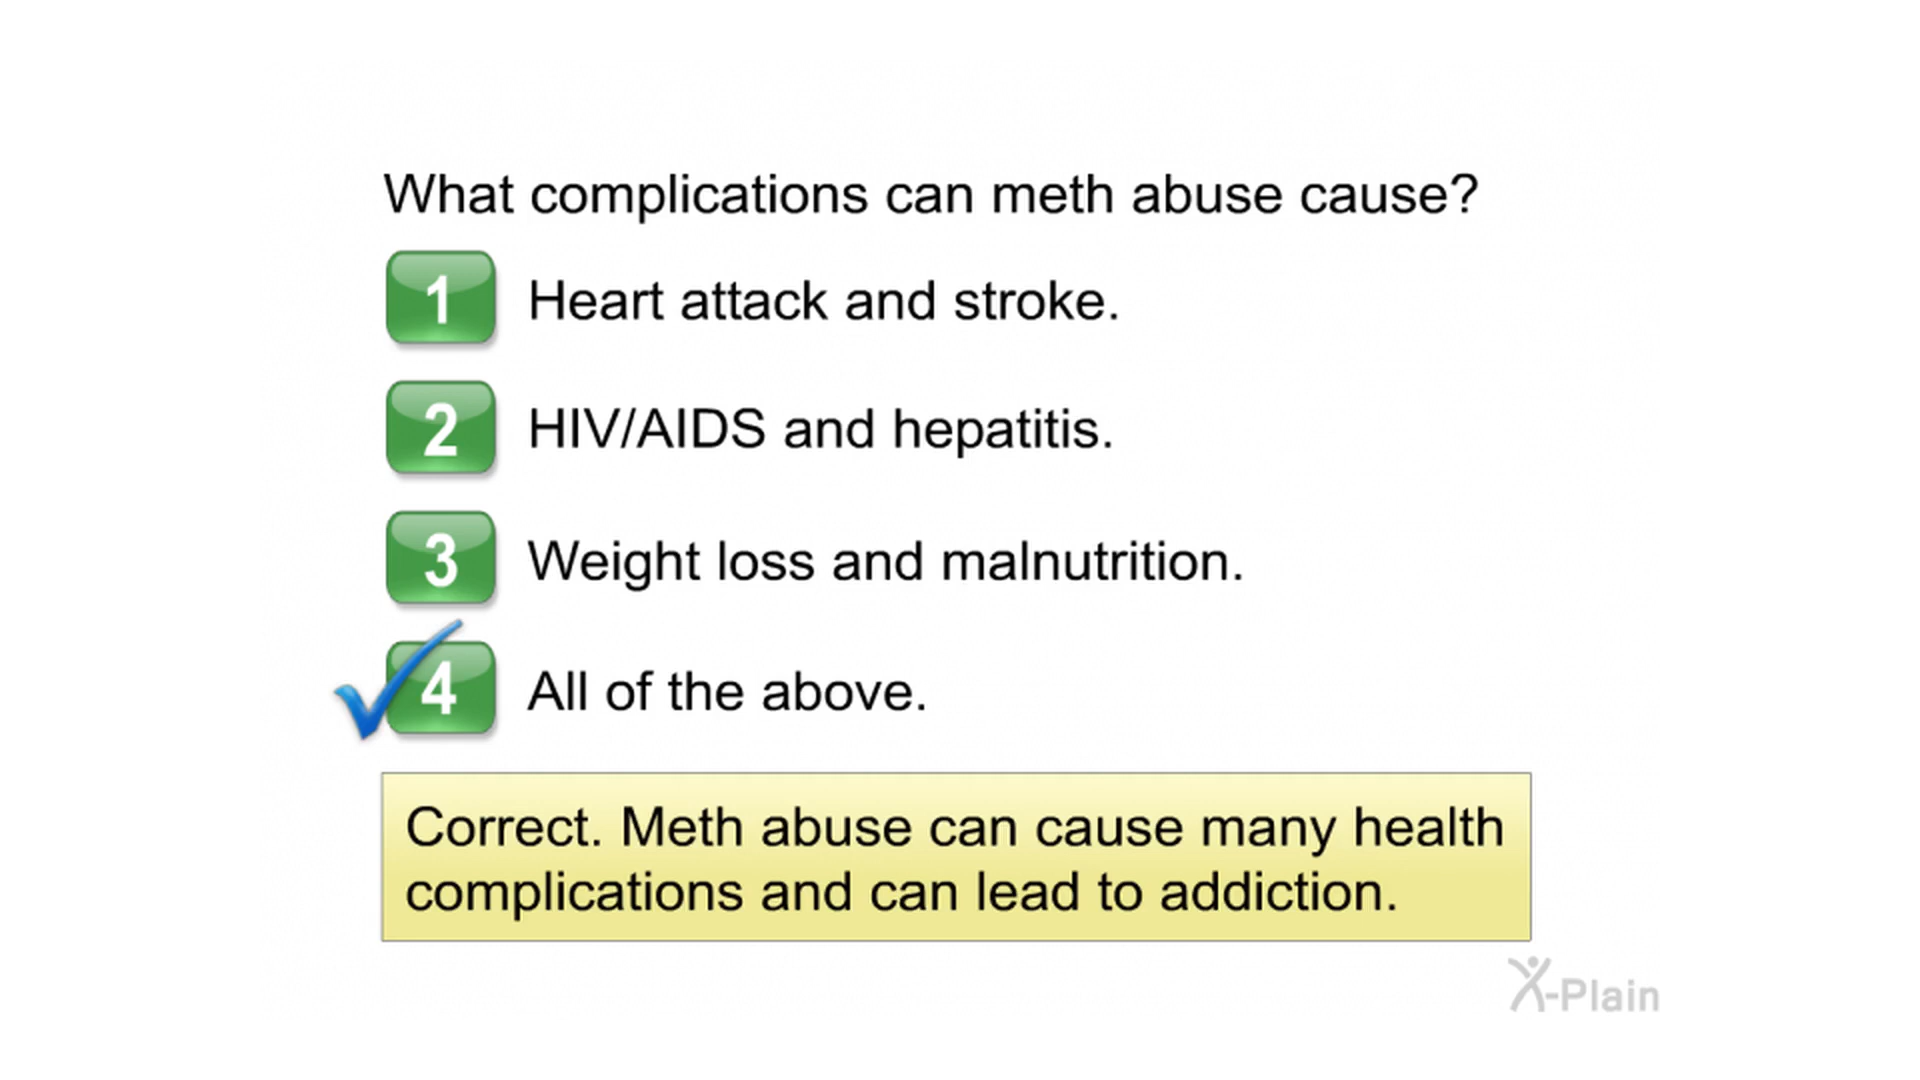 What complications can meth abuse cause?
1 Heart attack and stroke.
2 HIV/AIDS and hepatitis.
3 Weight loss and malnutrition.
4 All of the above.
Correct. Meth abuse can cause many health
complications and can lead to addiction.
X-Plain